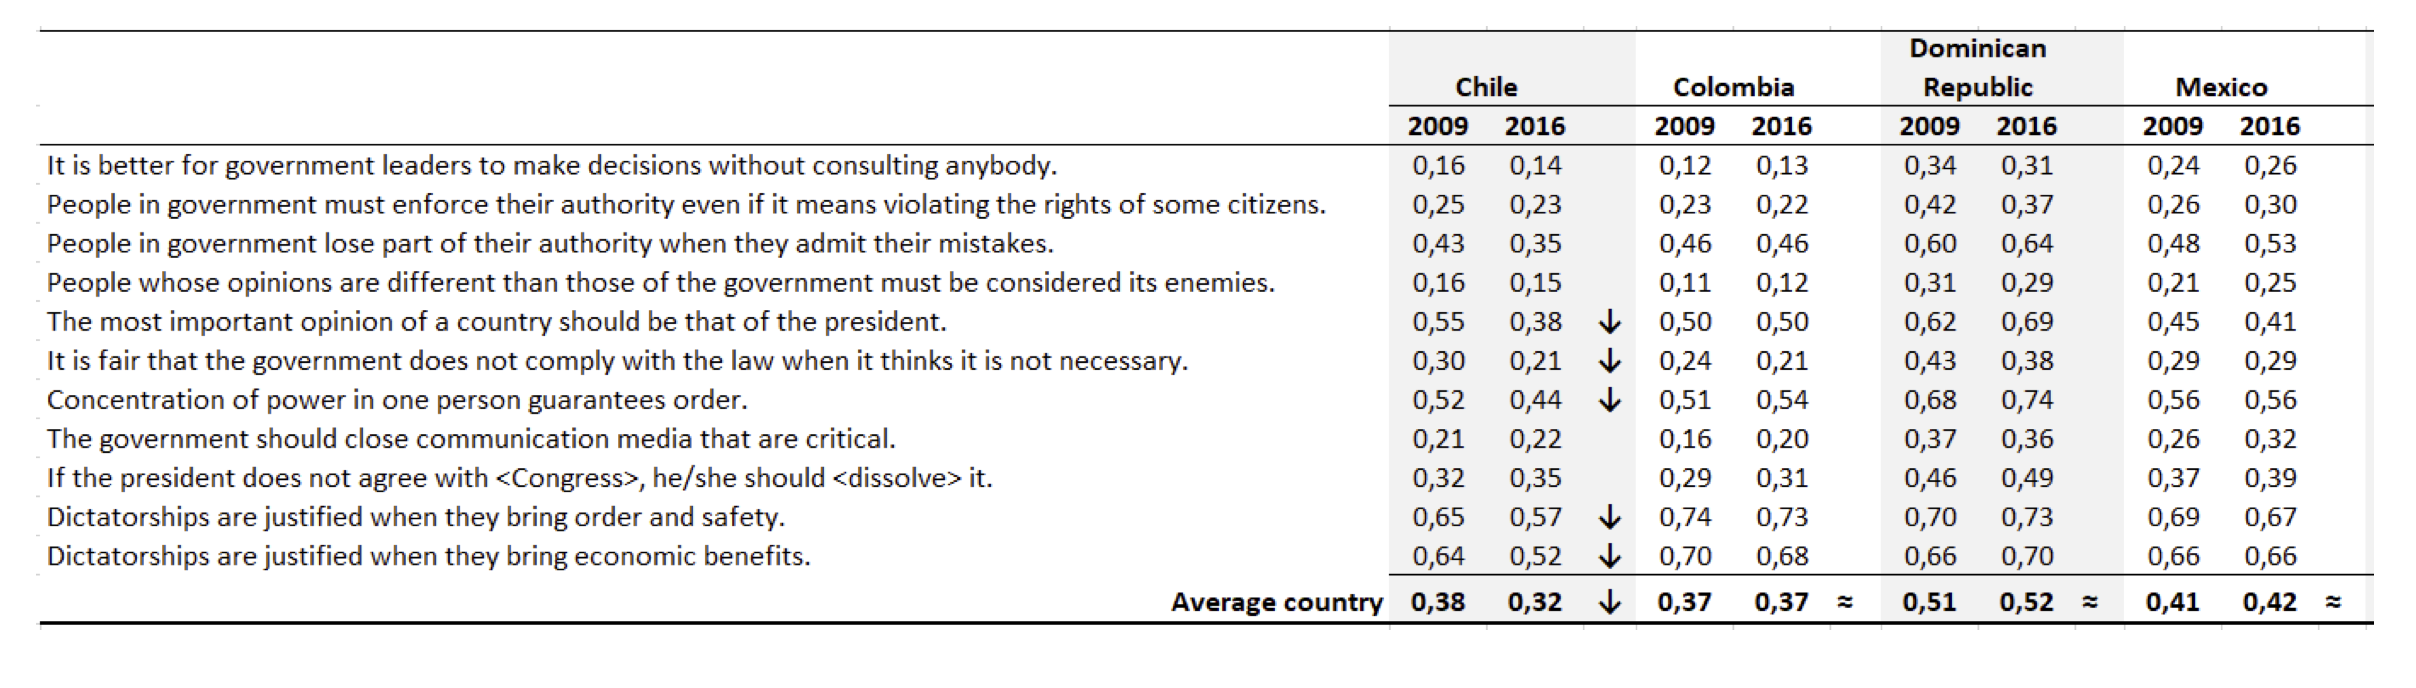 Dominican
Chile Colombia Republic Mexico
2009 2016 2009 2016 2009 2016 2009 2016
It is better for government leaders to make decisions without consulting anybody. 0,16 0,14 0,12 0,13 0,34 0,31 0,24 0,26
People in government must enforce their authority even if it means violating the rights of some citizens. 0,25 0,23 0,23 0,22 0,42 0,37 0,26 0,30
People in government lose part of their authority when they admit their mistakes. 0,43 0,35 0,46 0,46 0,60 0,64 0,48 0,53
People whose opinions are different than those of the government must be considered its enemies. 0,16 0,15 0,11 0,12 0,31 0,29 0,21 0,25
The most important opinion of a country should be that of the president. 0,55 0,38 ↓ 0,50 0,50 0,62 0,69 0,45 0,41
It is fair that the government does not comply with the law when it thinks it is not necessary. 0,30 0,21 ↓ 0,24 0,21 0,43 0,38 0,29 0,29
Concentration of power in one person guarantees order. 0,52 0,44 ↓ 0,51 0,54 0,68 0,74 0,56 0,56
The government should close communication media that are critical. 0,21 0,22 0,16 0,20 0,37 0,36 0,26 0,32
If the president does not agree with <Congress>, he/she should <dissolve> it. 0,32 0,35 0,29 0,31 0,46 0,49 0,37 0,39
Dictatorships are justified when they bring order and safety. 0,65 0,57 ↓ 0,74 0,73 0,70 0,73 0,69 0,67
Dictatorships are justified when they bring economic benefits. 0,64 0,52 ↓ 0,70 0,68 0,66 0,70 0,66 0,66
Average country 0,38 0,32 ↓ 0,37 0,37 ≈ 0,51 0,52 ≈ 0,41 0,42 ≈